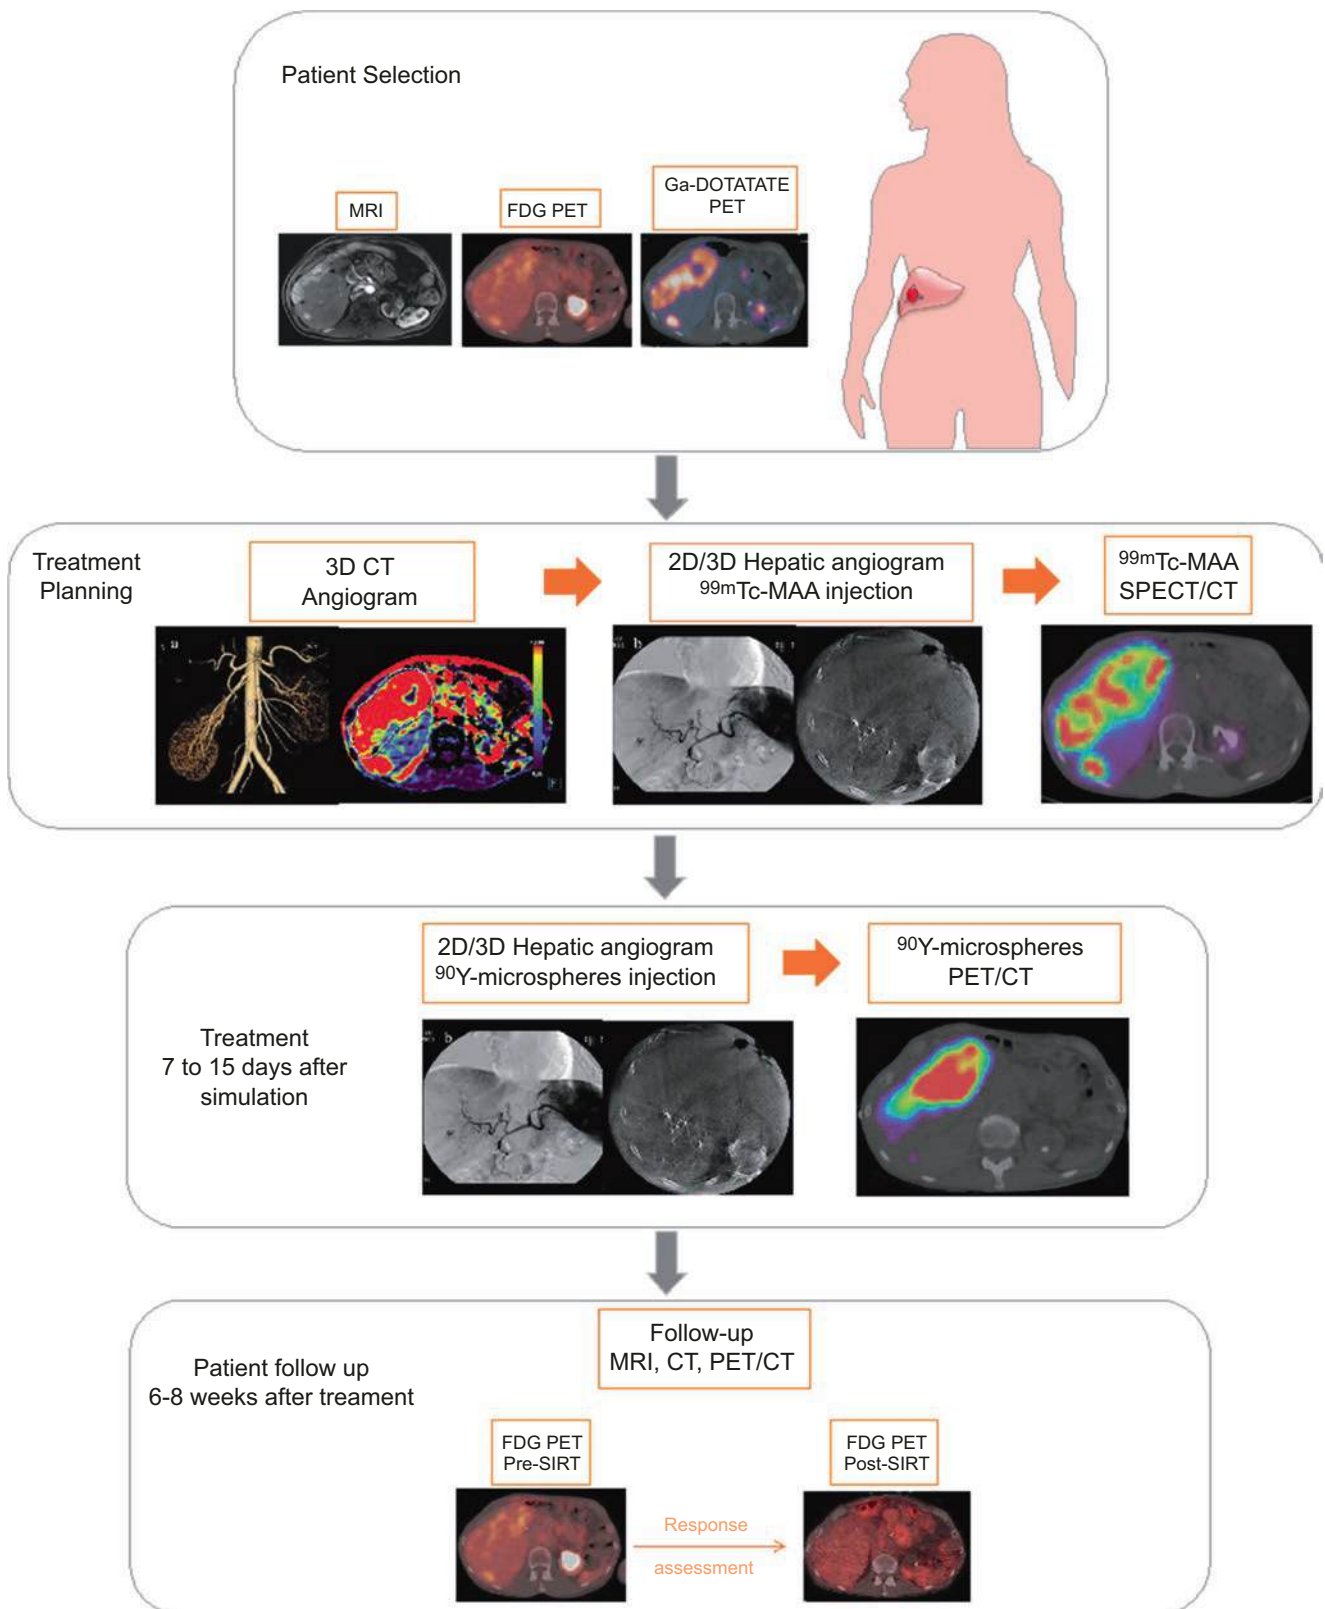 Patient Selection
MRI
FDG PET
Ga-DOTATATE
PET
Treatment
Planning
3D CT
Angiogram
2D/3D Hepatic angiogram
99mTc-MAA injection
99mTc-MAA
SPECT/CT
a
b
Treatment
7 to 15 days after
simulation
2D/3D Hepatic angiogram
90Y-microspheres injection
90Y-microspheres
PET/CT
b
Patient follow up
6-8 weeks after treament
Follow-up
MRI, CT, PET/CT
FDG PET
Pre-SIRT
Response
assessment
FDG PET
Post-SIRT